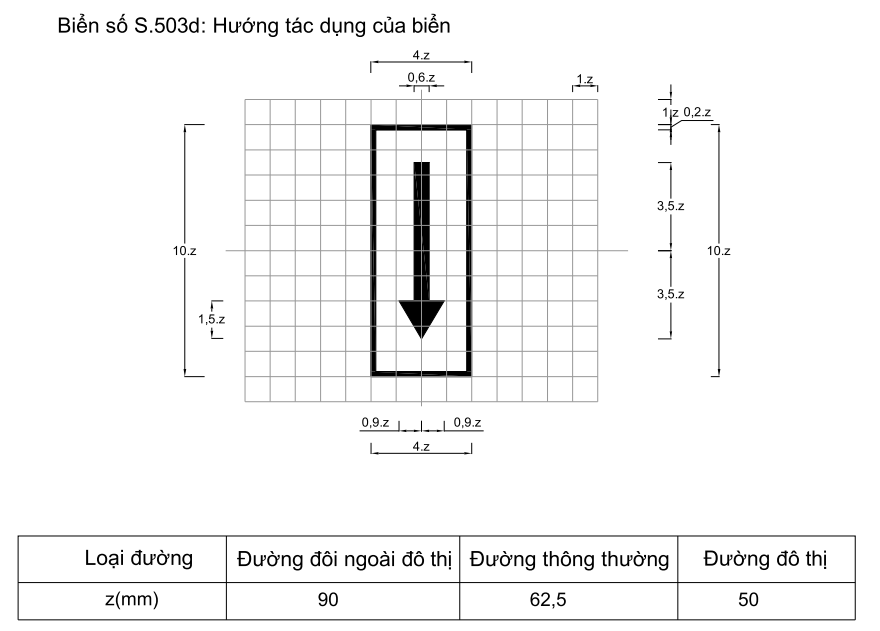 Biển số S.503d: Hướng tác dụng của biển
4.z
0,6.z
1.z
1.z 0,2.z
3,5.z
10.z
10.z
3,5.z
1,5.z
0,9.z 0,9.z
4.z
Loại đường Đường đôi ngoài đô thị Đường thông thường Đường đô thị
z(mm) 90 62,5 50